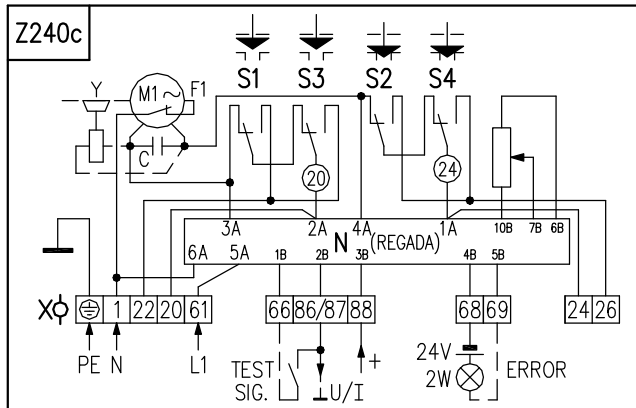 Z240c
S1 S3 S2 S4
Y M1 ~ F1
C 20 24
3A 2A 4A 1A 10B 7B 6B
N (REGADA)
6A 5A 1B 2B 3B 4B 5B
X 1 22 20 61 66 86/87 88 68 69 24 26
PE N L1
TEST SIG.
U/I
+
24V
2W
ERROR